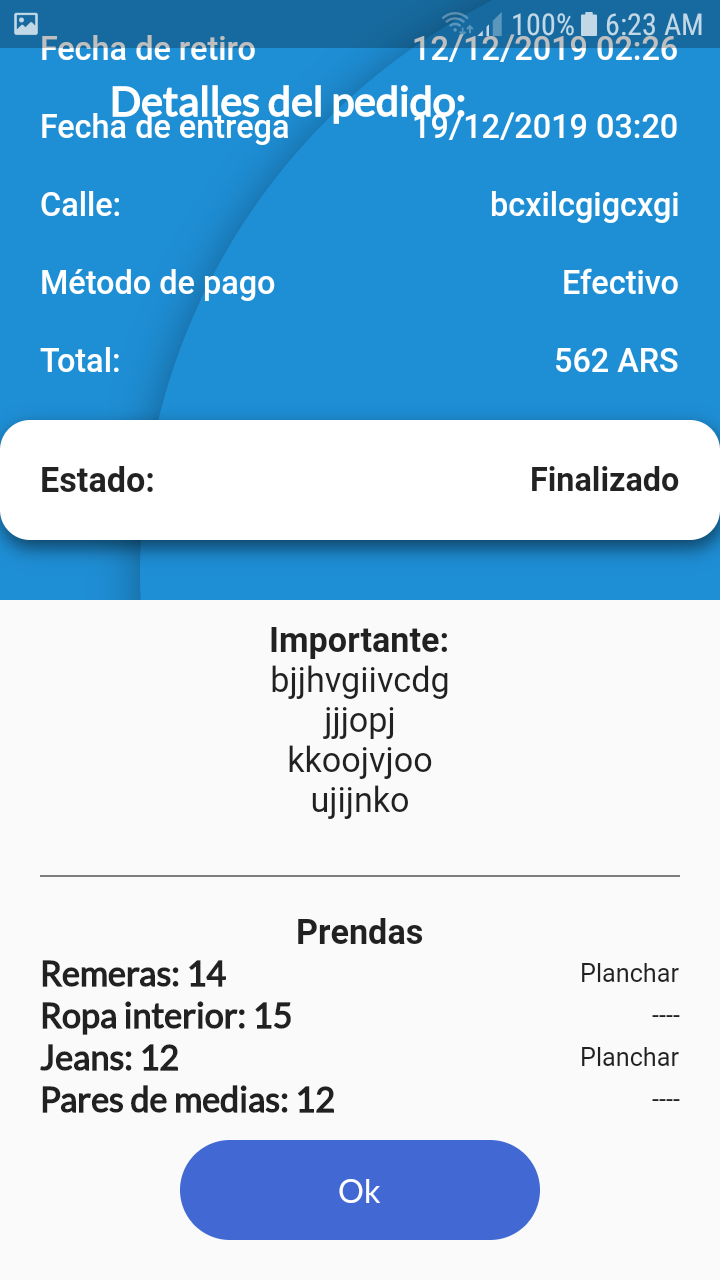 100% 6:23 AM
Fecha de retiro 12/12/2019 02:26
Detalles del pedido:
Fecha de entrega 19/12/2019 03:20
Calle: bcxilcgigcxgi
Método de pago Efectivo
Total: 562 ARS
Estado: Finalizado
Importante:
bjjhvgiivcdg
jjjopj
kkoojvjoo
ujijnko
Prendas
Remeras: 14 Planchar
Ropa interior: 15 ----
Jeans: 12 Planchar
Pares de medias: 12 ----
Ok